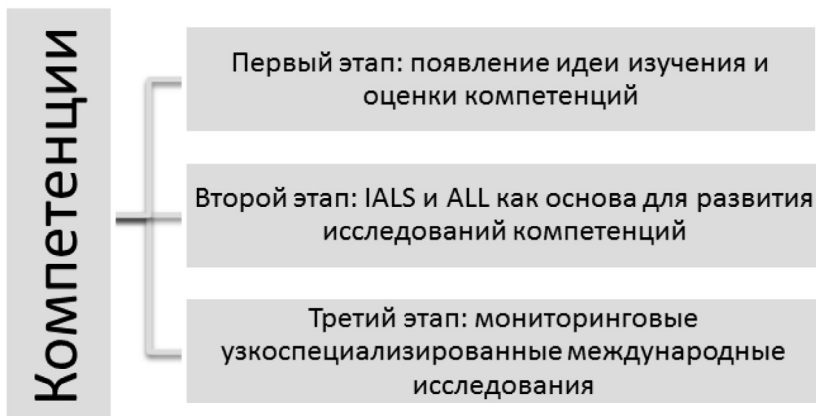 Компетенции
Первый этап: появление идеи изучения и
оценки компетенций
Второй этап: IALS и ALL как основа для развития
исследований компетенций
Третий этап: мониторинговые
узкоспециализированные международные
исследования